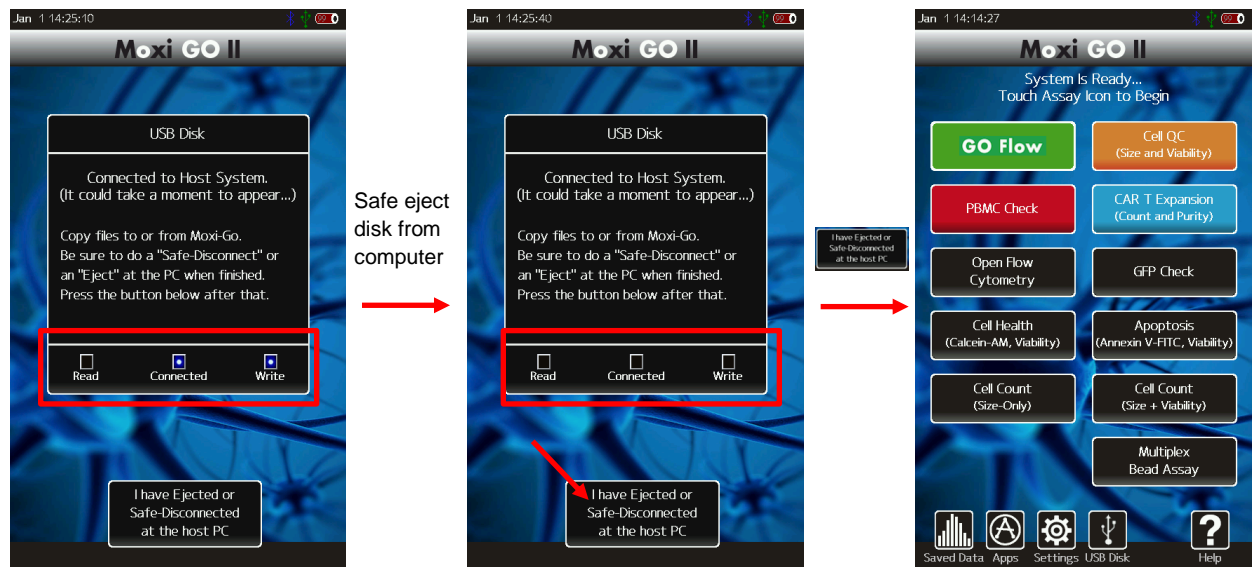 Jan 1 14:25:10
Moxi GO II
USB Disk
Connected to Host System.
(It could take a moment to appear...)
Copy files to or from Moxi-Go.
Be sure to do a "Safe-Disconnect" or
an "Eject" at the PC when finished.
Press the button below after that.
Read
Connected
Write
I have Ejected or
Safe-Disconnected
at the host PC
Safe eject
disk from
computer
Jan 1 14:25:40
Moxi GO II
USB Disk
Connected to Host System.
(It could take a moment to appear...)
Copy files to or from Moxi-Go.
Be sure to do a "Safe-Disconnect" or
an "Eject" at the PC when finished.
Press the button below after that.
Read
Connected
Write
I have Ejected or
Safe-Disconnected
at the host PC
I have Ejected or
Safe-Disconnected
at the host PC
Jan 1 14:14:27
Moxi GO II
System Is Ready...
Touch Assay Icon to Begin
GO Flow
Cell QC
(Size and Viability)
PBMC Check
CAR T Expansion
(Count and Purity)
Open Flow
Cytometry
GFP Check
Cell Health
(Calcein-AM, Viability)
Apoptosis
(Annexin V-FITC, Viability)
Cell Count
(Size-Only)
Cell Count
(Size + Viability)
Multiplex
Bead Assay
Saved Data
Apps
Settings
USB Disk
?
Help